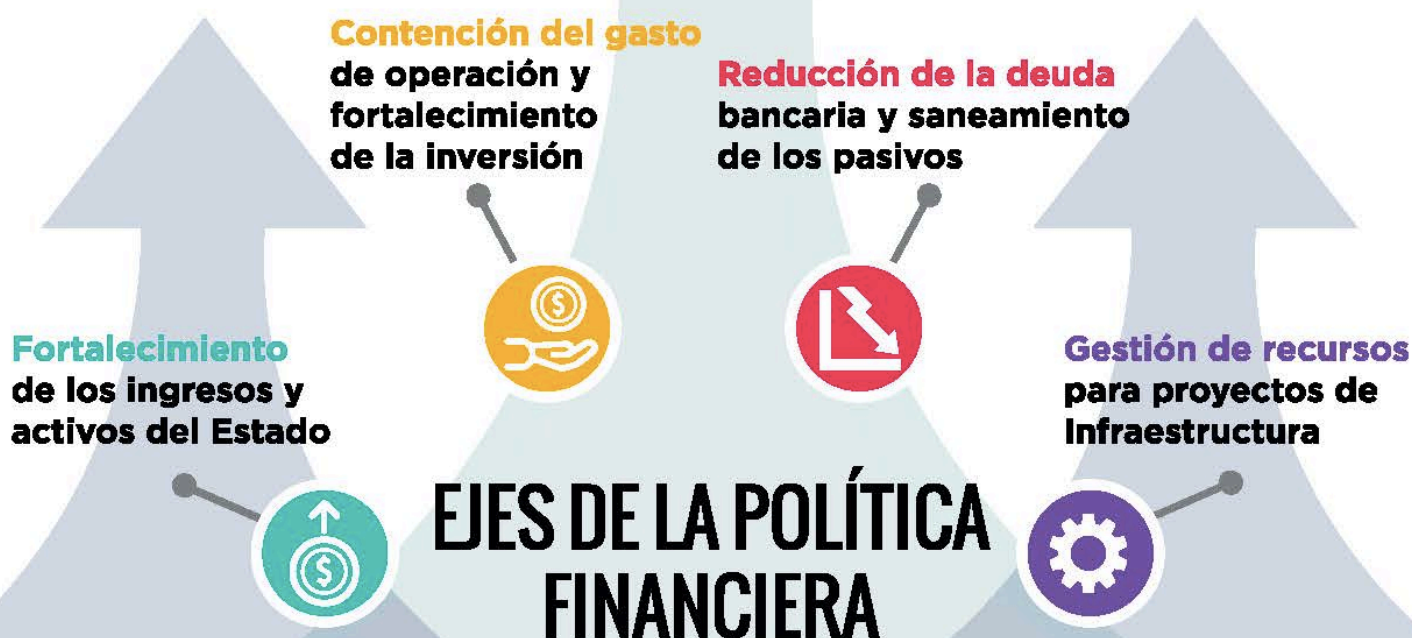 Contención del gasto
de operación y
fortalecimiento
de la inversión
Reducción de la deuda
bancaria y saneamiento
de los pasivos
Fortalecimiento
de los ingresos y
activos del Estado
Gestión de recursos
para proyectos de
Infraestructura
$
$
EJES DE LA POLÍTICA
FINANCIERA